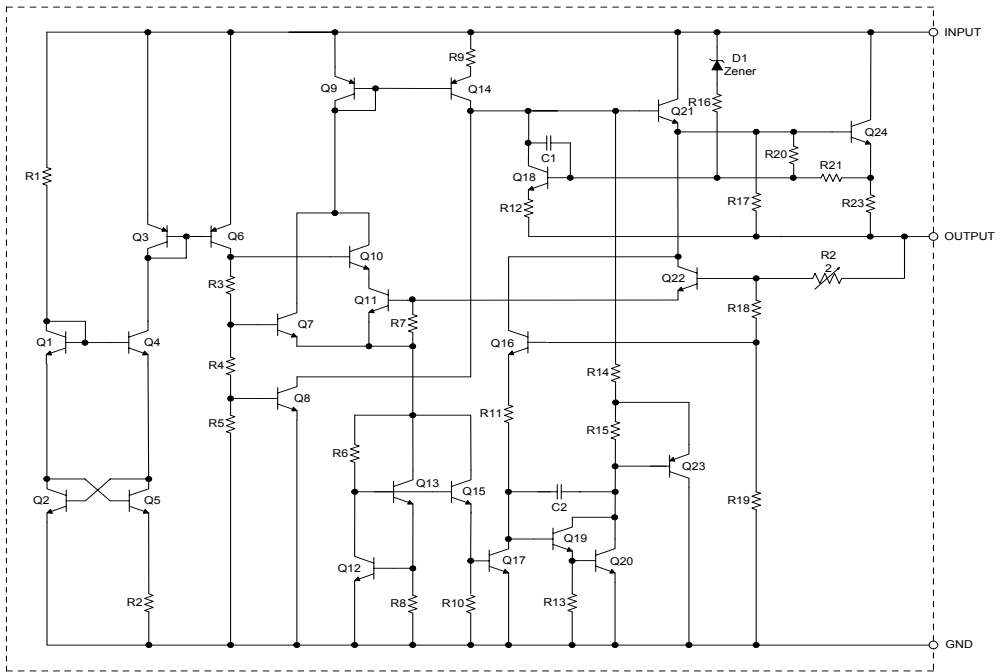 INPUT
R9
D1
Zener
Q9
Q14
R16
Q21
Q24
C1
R20
R1
Q18
R21
R12
R17
R23
Q3
Q6
OUTPUT
Q10
R2
2
R3
Q22
Q11
R18
R7
Q7
Q1
Q4
Q16
R4
R14
Q8
R11
R5
R15
R6
Q23
Q13
Q15
Q2
Q5
C2
R19
Q19
Q12
Q17
Q20
R2
R8
R10
R13
GND